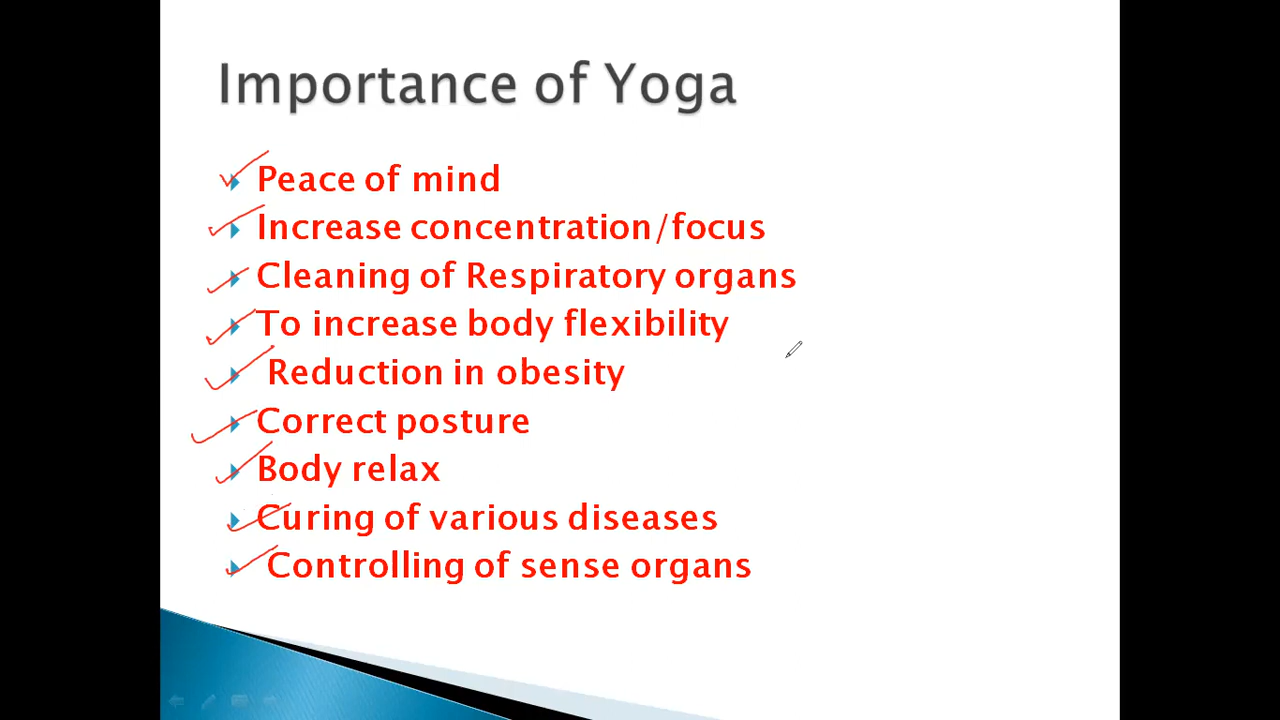 Importance of Yoga
Peace of mind
Increase concentration/focus
Cleaning of Respiratory organs
To increase body flexibility
Reduction in obesity
Correct posture
Body relax
Curing of various diseases
Controlling of sense organs